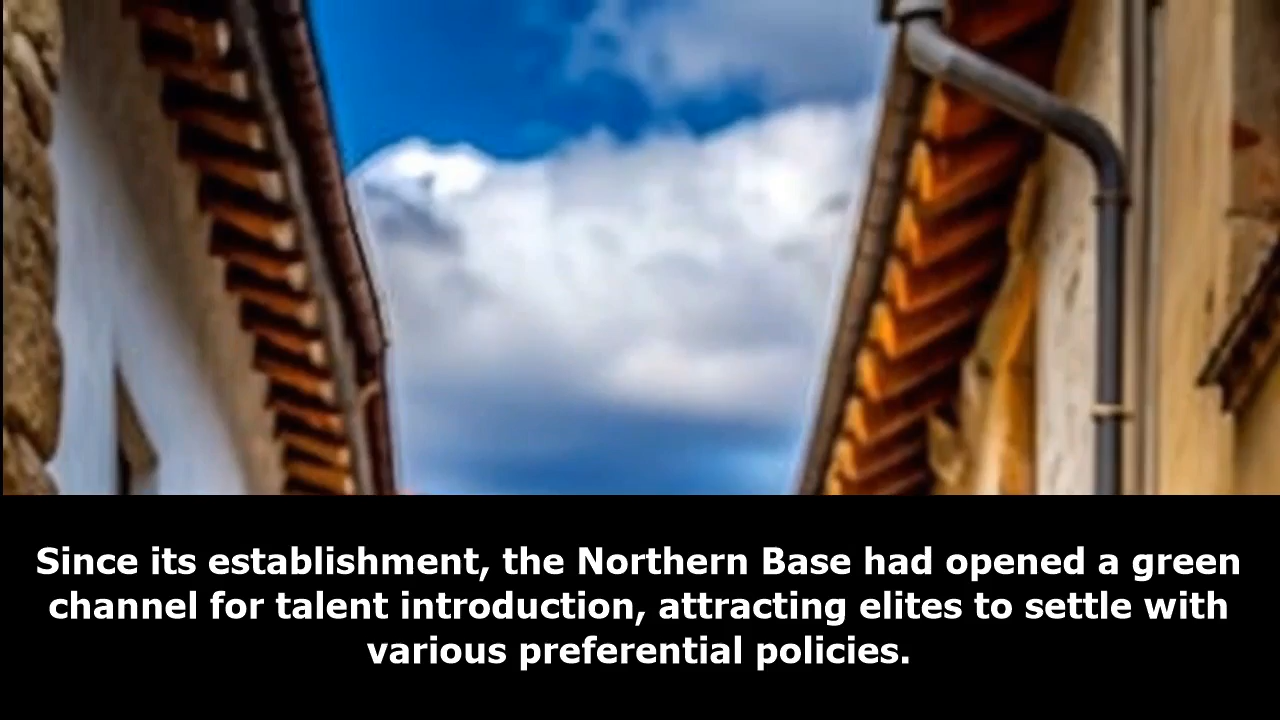 Since its establishment, the Northern Base had opened a green
channel for talent introduction, attracting elites to settle with
various preferential policies.